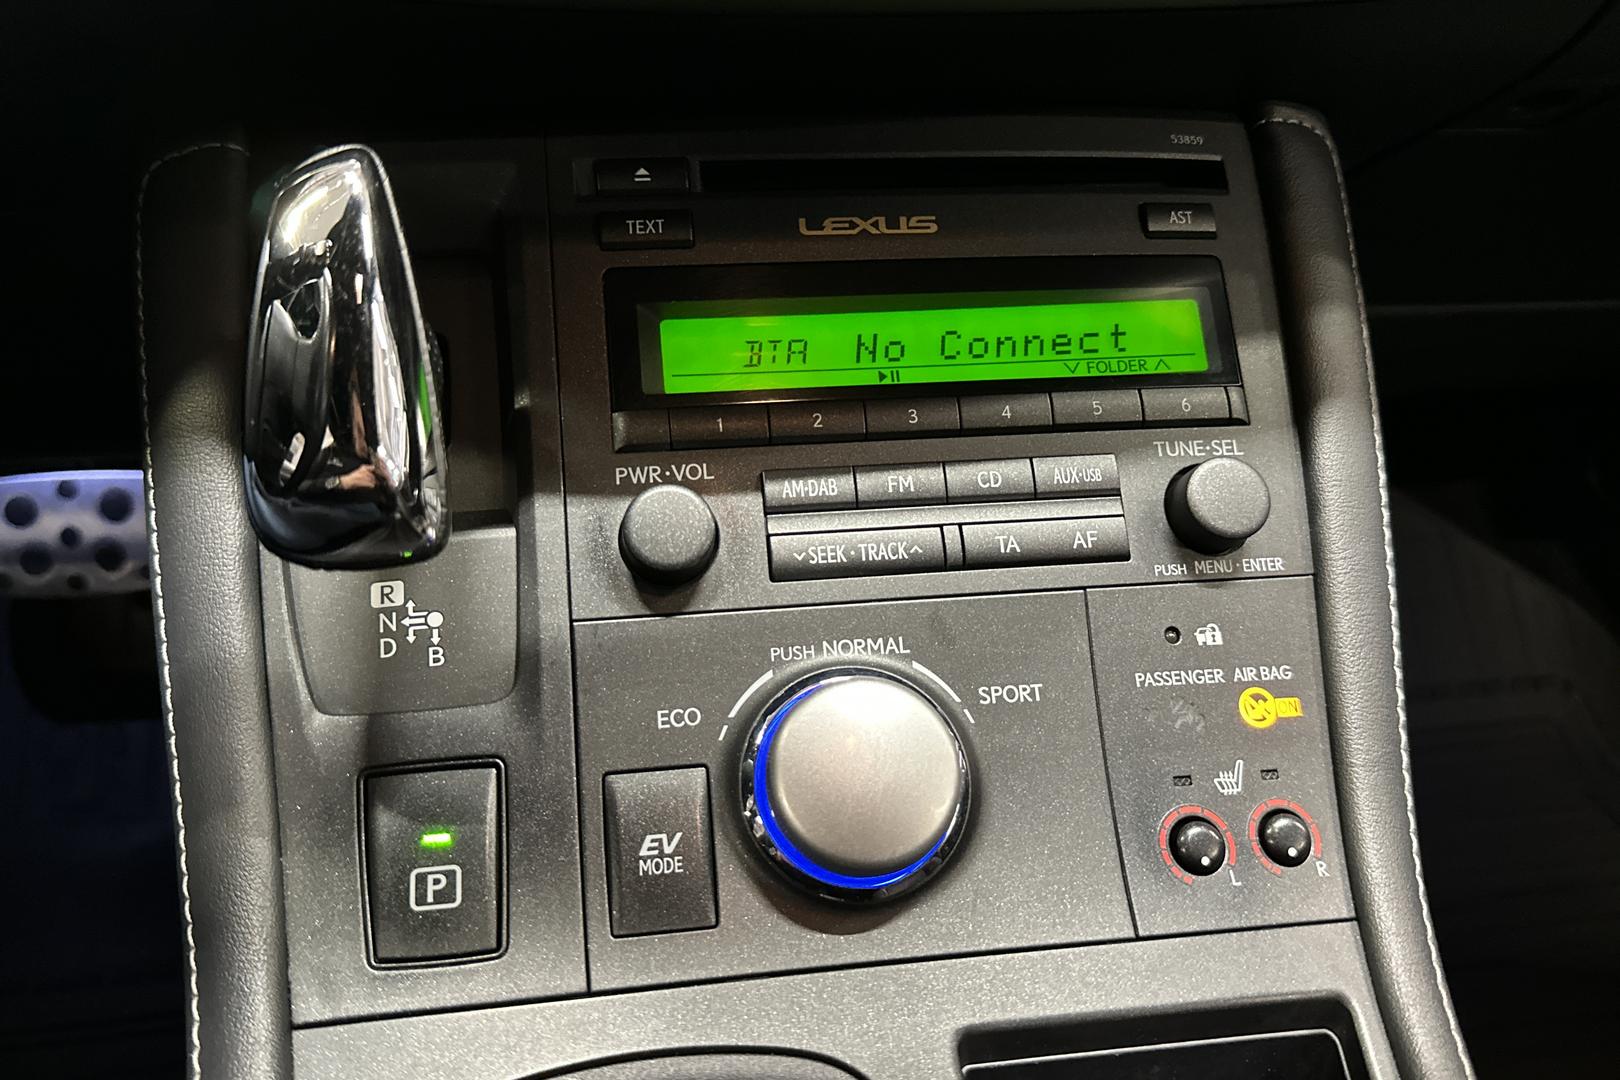 53859
TEXT
LEXUS
AST
BTA No Connect
FOLDER
1 2 3 4 5 6
PWR·VOL
TUNE·SEL
AM·DAB FM CD AUX·USB
SEEK·TRACK
TA AF
PUSH MENU·ENTER
R
N
D
B
PUSH NORMAL
ECO
SPORT
PASSENGER AIR BAG
ON
EV
MODE
P
L
R